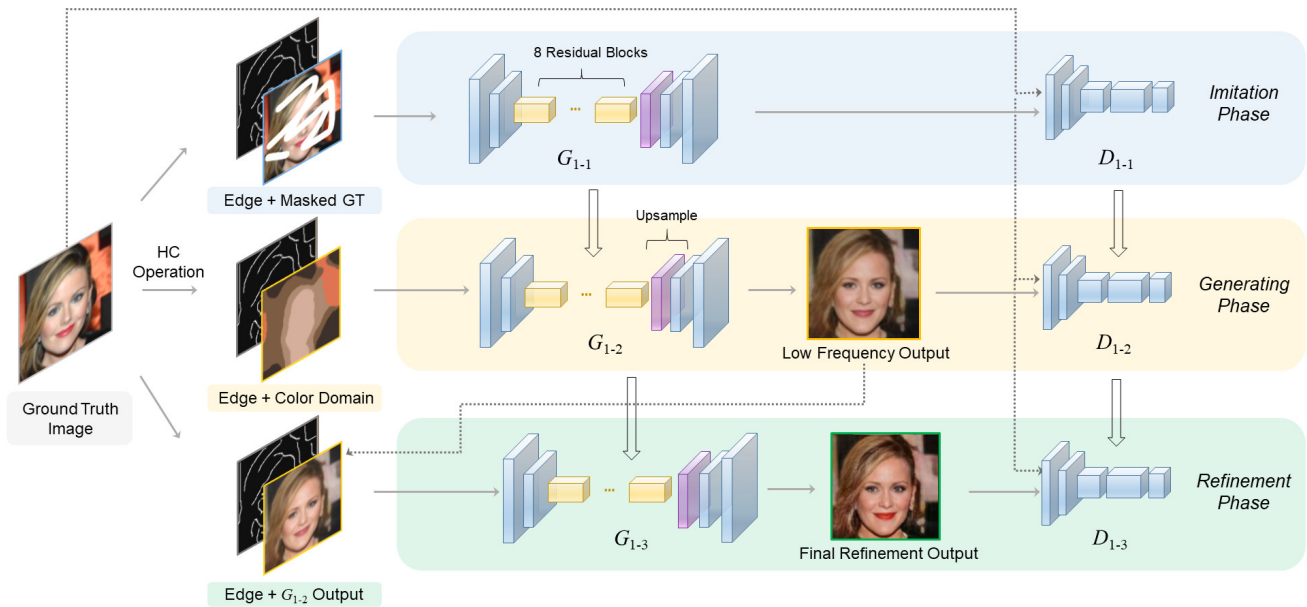 8 Residual Blocks
G1-1
D1-1
Imitation
Phase
Edge + Masked GT
HC
Operation
Upsample
G1-2
Low Frequency Output
D1-2
Generating
Phase
Ground Truth
Image
Edge + Color Domain
G1-3
Final Refinement Output
D1-3
Refinement
Phase
Edge + G1-2 Output